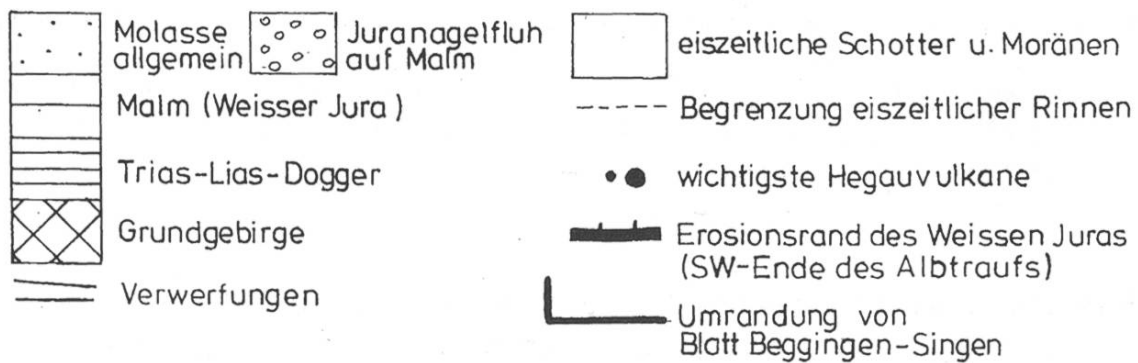 Molasse
allgemein
Juranagelfluh
auf Malm
Malm (Weisser Jura)
Trias-Lias-Dogger
Grundgebirge
Verwerfungen
eiszeitliche Schotter u. Moränen
Begrenzung eiszeitlicher Rinnen
wichtigste Hegauvulkane
Erosionsrand des Weissen Juras
(SW-Ende des Albtraufs)
Umrandung von
Blatt Beggingen-Singen